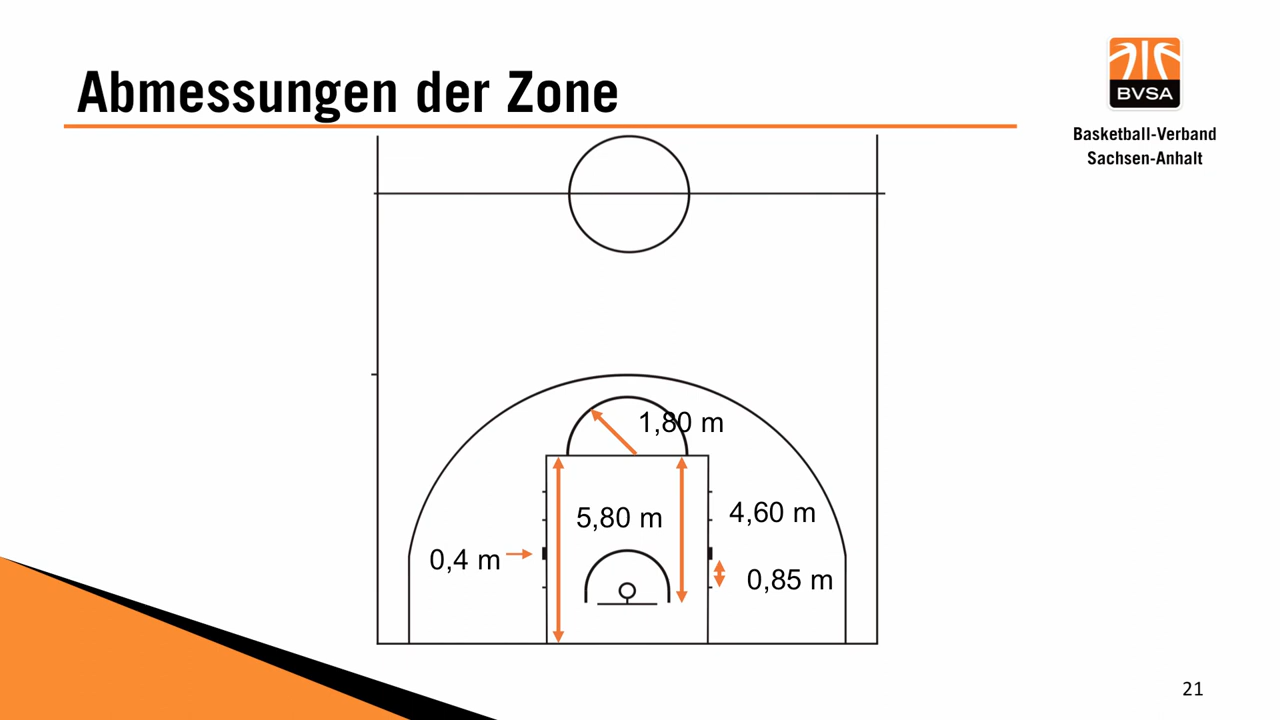 Abmessungen der Zone
BVSA
Basketball-Verband
Sachsen-Anhalt
1,80 m
5,80 m
4,60 m
0,4 m
0,85 m
21